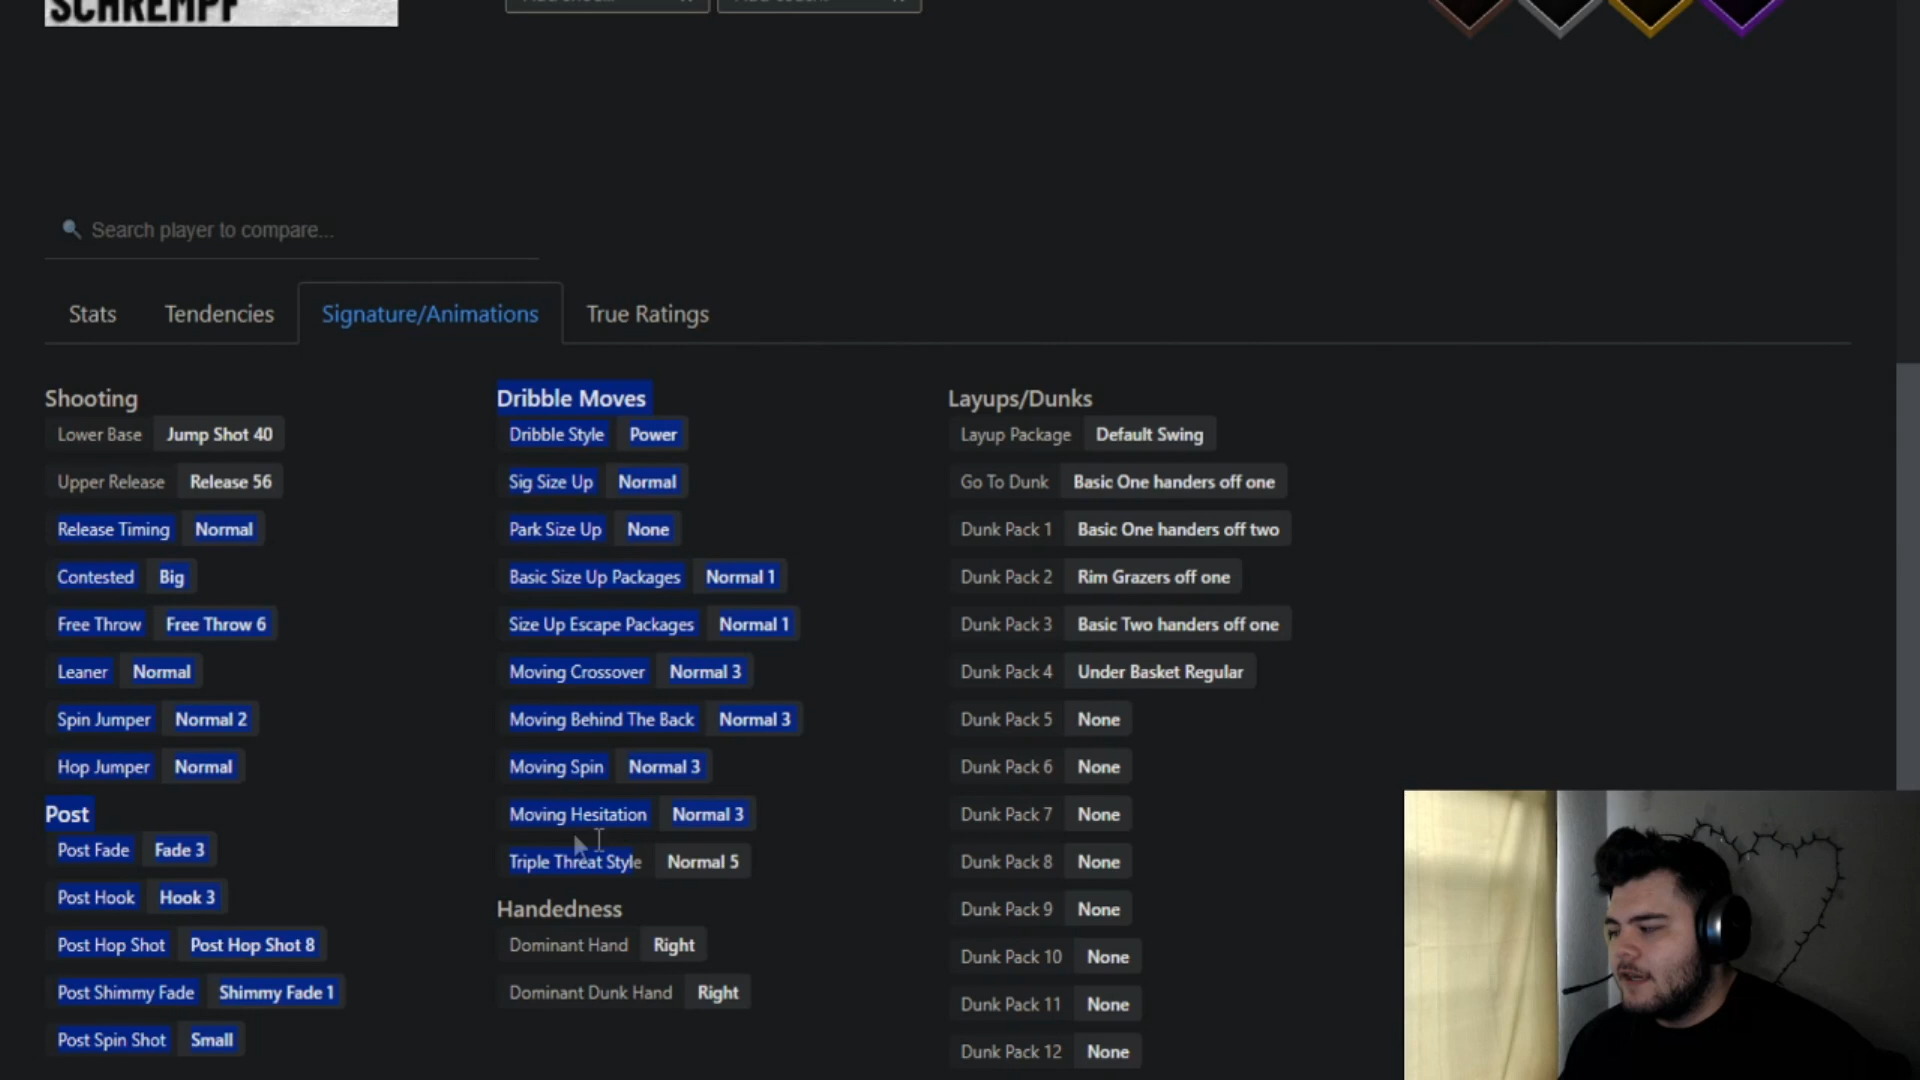 SCHREMPF
Search player to compare...
Stats Tendencies Signature/Animations True Ratings
Shooting
Lower Base Jump Shot 40
Upper Release Release 56
Release Timing Normal
Contested Big
Free Throw Free Throw 6
Leaner Normal
Spin Jumper Normal 2
Hop Jumper Normal
Post
Post Fade Fade 3
Post Hook Hook 3
Post Hop Shot Post Hop Shot 8
Post Shimmy Fade Shimmy Fade 1
Post Spin Shot Small
Dribble Moves
Dribble Style Power
Sig Size Up Normal
Park Size Up None
Basic Size Up Packages Normal 1
Size Up Escape Packages Normal 1
Moving Crossover Normal 3
Moving Behind The Back Normal 3
Moving Spin Normal 3
Moving Hesitation Normal 3
Triple Threat Style Normal 5
Handedness
Dominant Hand Right
Dominant Dunk Hand Right
Layups/Dunks
Layup Package Default Swing
Go To Dunk Basic One handers off one
Dunk Pack 1 Basic One handers off two
Dunk Pack 2 Rim Grazers off one
Dunk Pack 3 Basic Two handers off one
Dunk Pack 4 Under Basket Regular
Dunk Pack 5 None
Dunk Pack 6 None
Dunk Pack 7 None
Dunk Pack 8 None
Dunk Pack 9 None
Dunk Pack 10 None
Dunk Pack 11 None
Dunk Pack 12 None